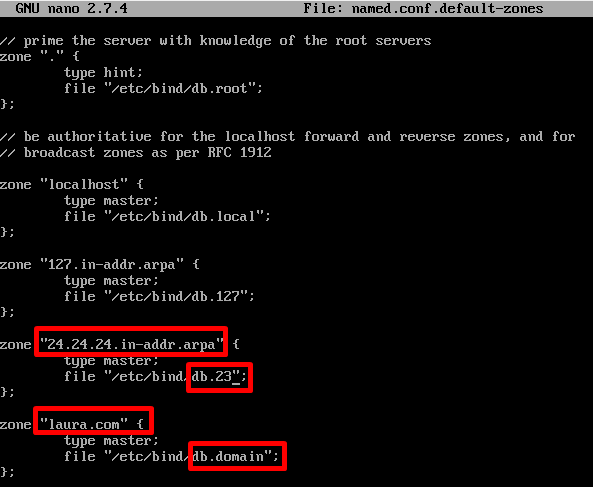 GNU nano 2.7.4 File: named.conf.default-zones
// prime the server with knowledge of the root servers
zone "." {
type hint;
file "/etc/bind/db.root";
};
// be authoritative for the localhost forward and reverse zones, and for
// broadcast zones as per RFC 1912
zone "localhost" {
type master;
file "/etc/bind/db.local";
};
zone "127.in-addr.arpa" {
type master;
file "/etc/bind/db.127";
};
zone "24.24.24.in-addr.arpa" {
type master;
file "/etc/bind/db.23";
};
zone "laura.com" {
type master;
file "/etc/bind/db.domain";
};